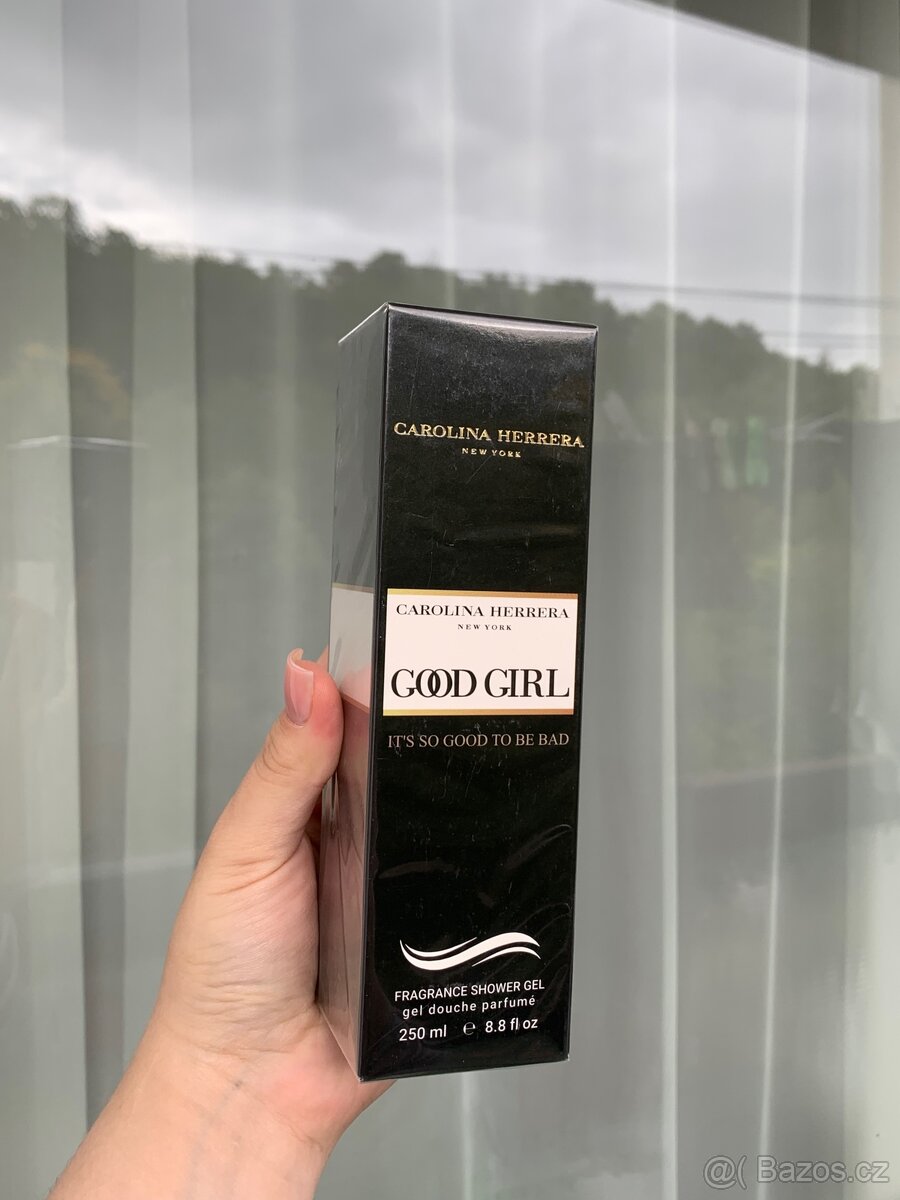 CAROLINA HERRERA
NEW YORK
CAROLINA HERRERA
NEW YORK
GOOD GIRL
IT'S SO GOOD TO BE BAD
FRAGRANCE SHOWER GEL
gel douche parfumé
250 ml ℮ 8.8 fl oz
@( Bazos.cz